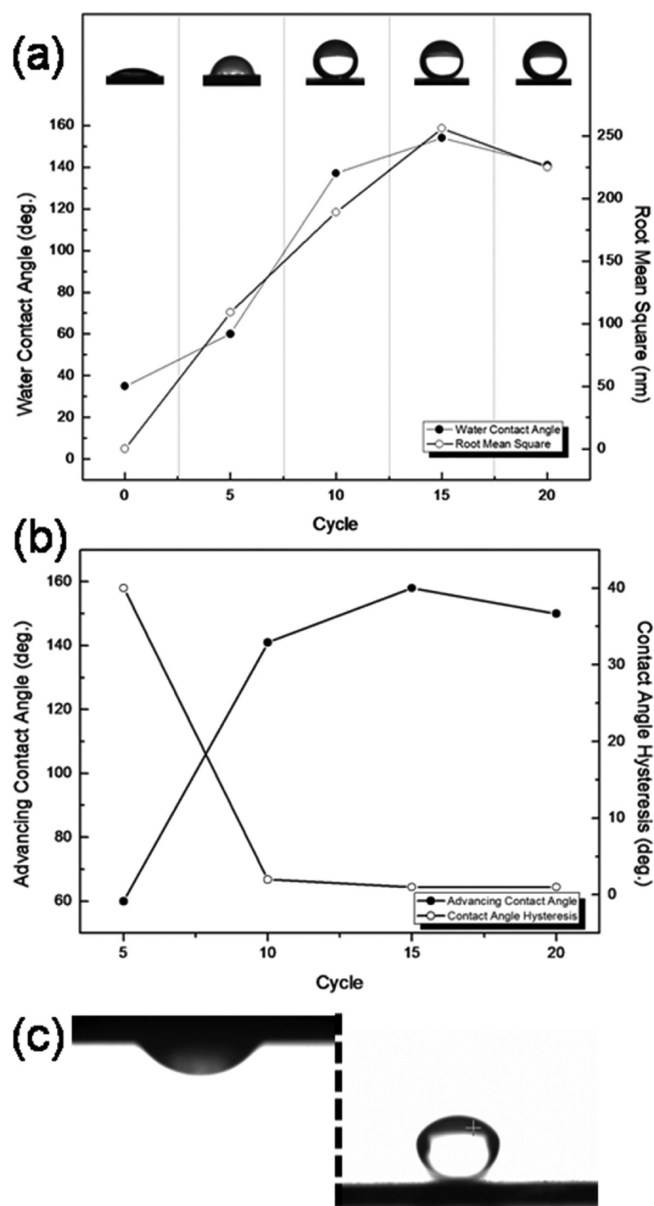 (a)
160
140
120
100
80
60
40
20
0
Water Contact Angle (deg.)
250
200
150
100
50
0
Root Mean Square (nm)
Water Contact Angle
Root Mean Square
0 5 10 15 20
Cycle
(b)
160
140
120
100
80
60
Advancing Contact Angle (deg.)
40
30
20
10
0
Contact Angle Hysteresis (deg.)
Advancing Contact Angle
Contact Angle Hysteresis
5 10 15 20
Cycle
(c)